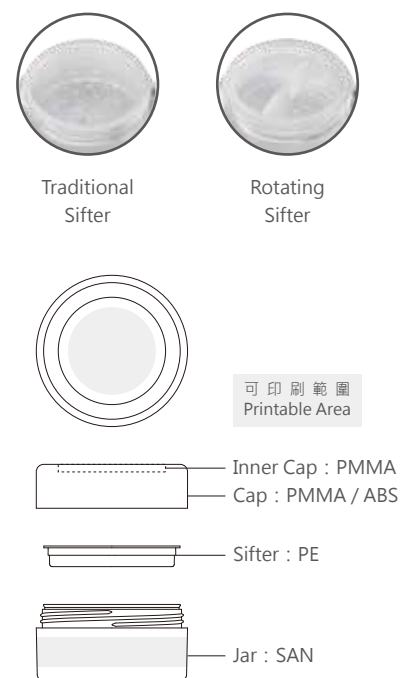 Traditional
Sifter
Rotating
Sifter
可印刷範圍
Printable Area
Inner Cap：PMMA
Cap：PMMA / ABS
Sifter：PE
Jar：SAN